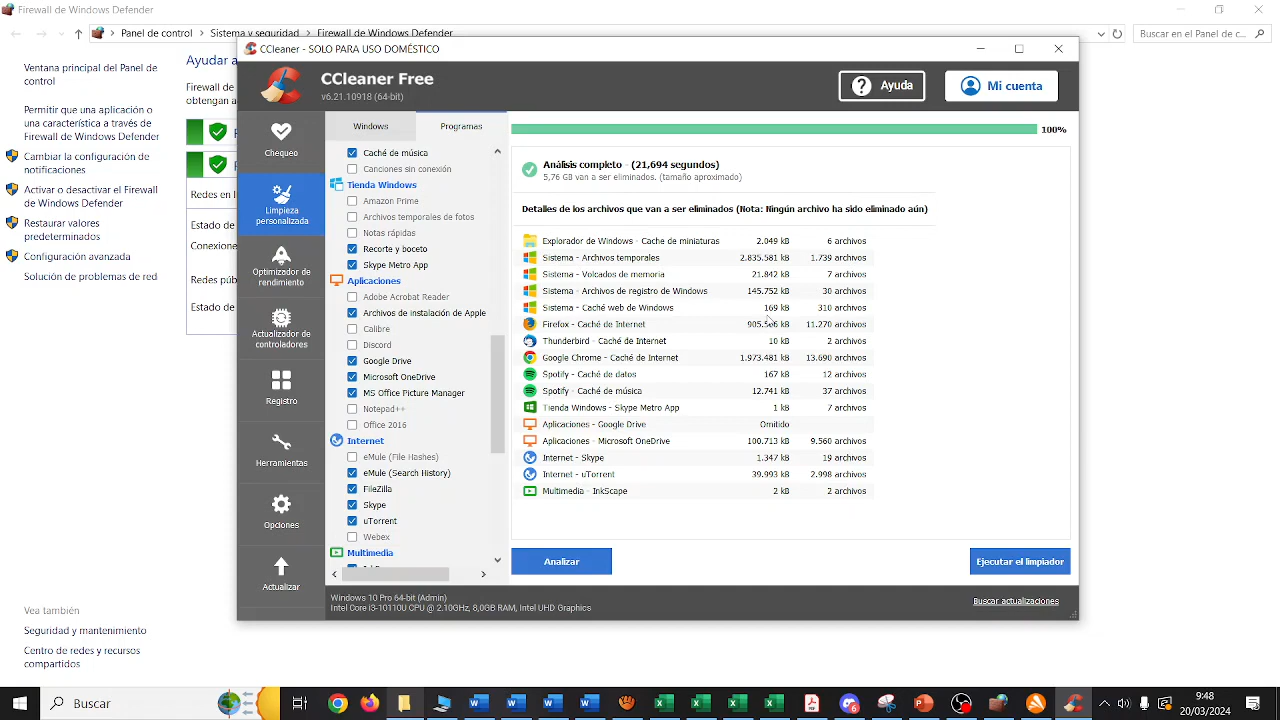 Firewall de Windows Defender
Panel de control
Sistema y seguridad
Firewall de Windows Defender
Buscar en el Panel de c...
Ventana principal del Panel de
control
Permitir que una aplicación o
una característica a través de
Firewall de Windows Defender
Cambiar la configuración de
notificaciones
Activar o desactivar el Firewall
de Windows Defender
Restaurar valores
predeterminados
Configuración avanzada
Solución de problemas de red
Ayudar a
Firewall de
obtengan a
Redes en l
Estado de
Conexione
Redes púb
Estado de
Vea también
Seguridad y mantenimiento
Centro de redes y recursos
compartidos
CCleaner - SOLO PARA USO DOMÉSTICO
CCleaner Free
v6.21.10918 (64-bit)
Ayuda
Mi cuenta
Chequeo
Limpieza
personalizada
Optimizador de
rendimiento
Actualizador de
controladores
Registro
Herramientas
Opciones
Actualizar
Windows
Programas
Caché de música
Canciones sin conexión
Tienda Windows
Amazon Prime
Archivos temporales de fotos
Notas rápidas
Recorte y boceto
Skype Metro App
Aplicaciones
Adobe Acrobat Reader
Archivos de instalación de Apple
Calibre
Discord
Google Drive
Microsoft OneDrive
MS Office Picture Manager
Notepad++
Office 2016
Internet
eMule (File Hashes)
eMule (Search History)
FileZilla
Skype
uTorrent
Webex
Multimedia
100%
Análisis completo - (21,694 segundos)
5,76 GB van a ser eliminados. (tamaño aproximado)
Detalles de los archivos que van a ser eliminados (Nota: Ningún archivo ha sido eliminado aún)
Explorador de Windows - Cache de miniaturas 2.049 kB 6 archivos
Sistema - Archivos temporales 2.835.581 kB 1.739 archivos
Sistema - Volcados de memoria 21.842 kB 7 archivos
Sistema - Archivos de registro de Windows 145.752 kB 30 archivos
Sistema - Caché web de Windows 169 kB 310 archivos
Firefox - Caché de Internet 905.566 kB 11.270 archivos
Thunderbird - Caché de Internet 10 kB 2 archivos
Google Chrome - Caché de Internet 1.973.481 kB 13.690 archivos
Spotify - Caché de datos 167 kB 12 archivos
Spotify - Caché de música 12.741 kB 37 archivos
Tienda Windows - Skype Metro App 1 kB 7 archivos
Aplicaciones - Google Drive Omitido
Aplicaciones - Microsoft OneDrive 100.713 kB 9.560 archivos
Internet - Skype 1.347 kB 19 archivos
Internet - uTorrent 39.993 kB 2.998 archivos
Multimedia - InkScape 2 kB 2 archivos
Analizar
Ejecutar el limpiador
Windows 10 Pro 64-bit (Admin)
Intel Core i3-10110U CPU @ 2.10GHz, 8,0GB RAM, Intel UHD Graphics
Buscar actualizaciones
Buscar
9:48
20/03/2024